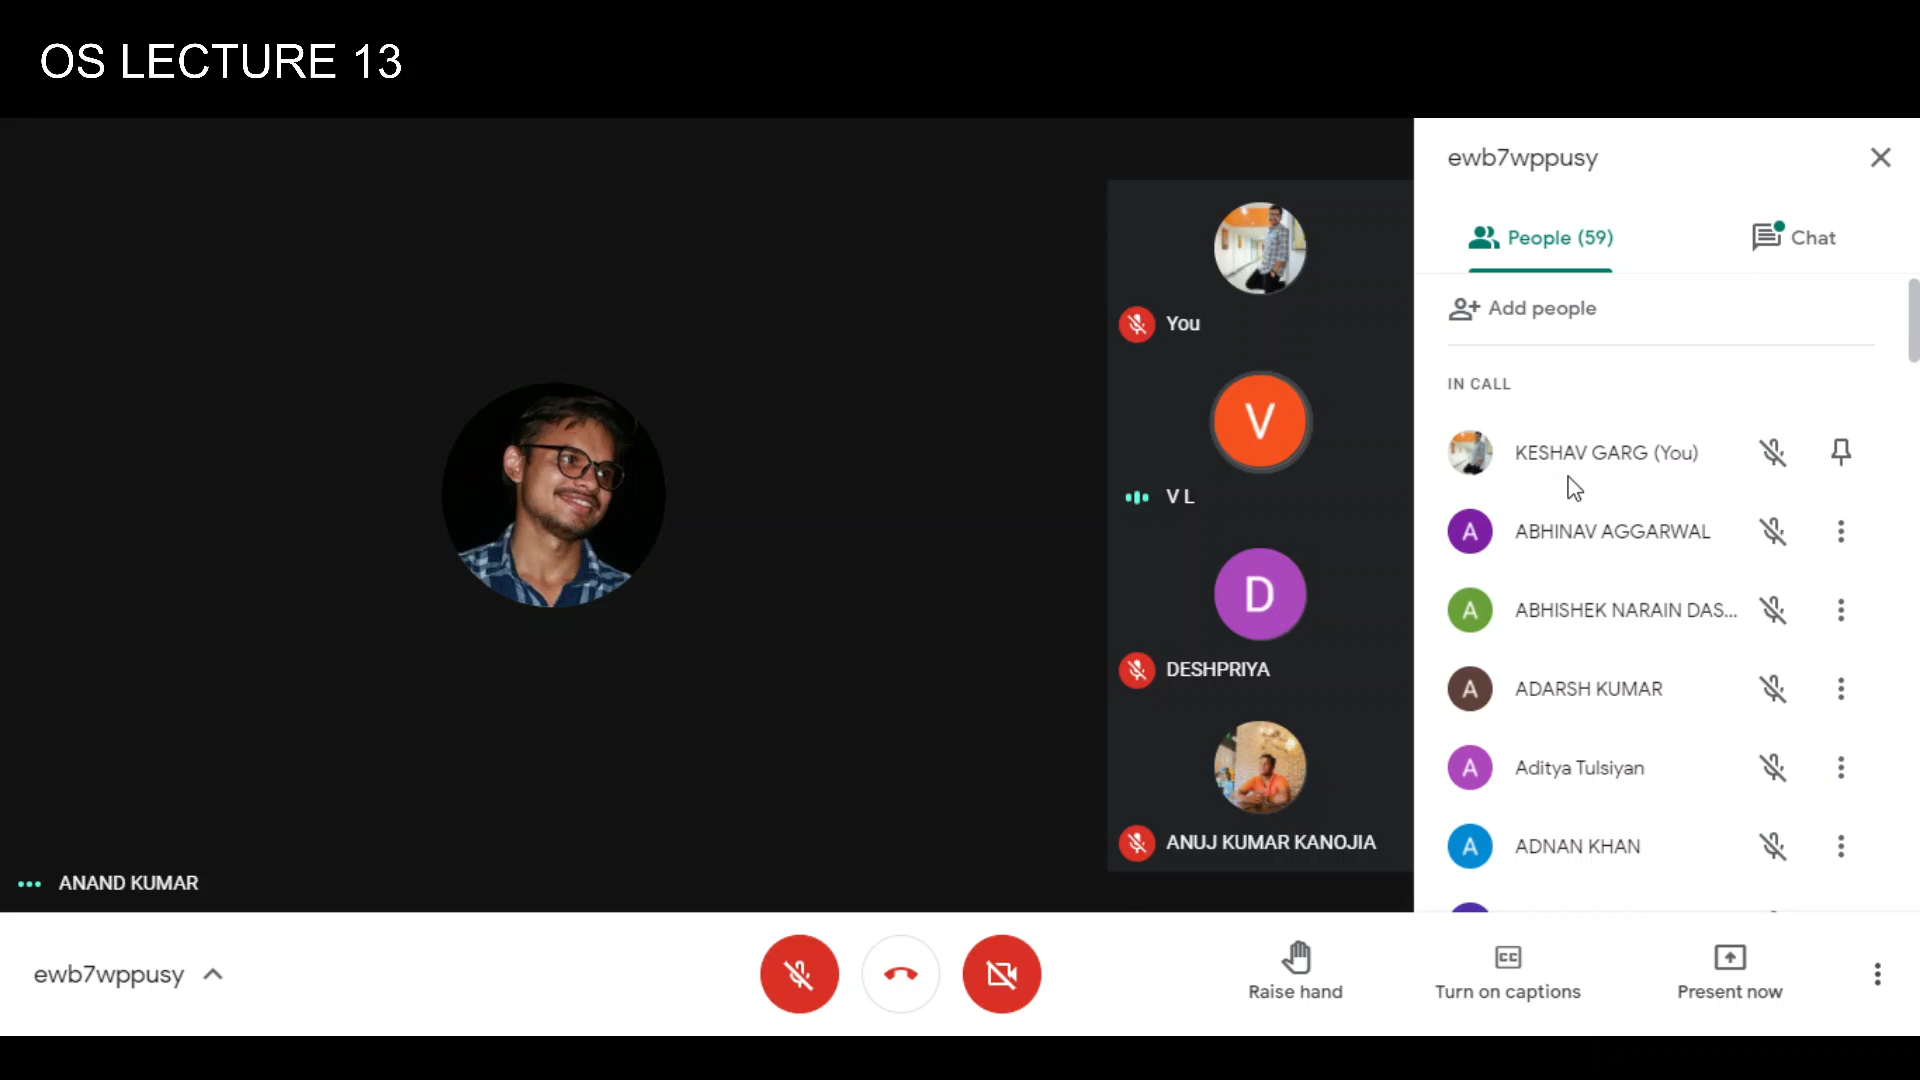 OS LECTURE 13
ewb7wppusy
People (59)
Chat
Add people
IN CALL
KESHAV GARG (You)
A ABHINAV AGGARWAL
A ABHISHEK NARAIN DAS...
A ADARSH KUMAR
A Aditya Tulsiyan
A ADNAN KHAN
You
V
V L
D
DESHPRIYA
ANUJ KUMAR KANOJIA
ANAND KUMAR
ewb7wppusy
Raise hand
CC
Turn on captions
Present now